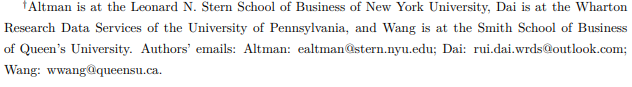 †Altman is at the Leonard N. Stern School of Business of New York University, Dai is at the Wharton
Research Data Services of the University of Pennsylvania, and Wang is at the Smith School of Business
of Queen's University. Authors' emails: Altman: ealtman@stern.nyu.edu; Dai: rui.dai.wrds@outlook.com;
Wang: wwang@queensu.ca.